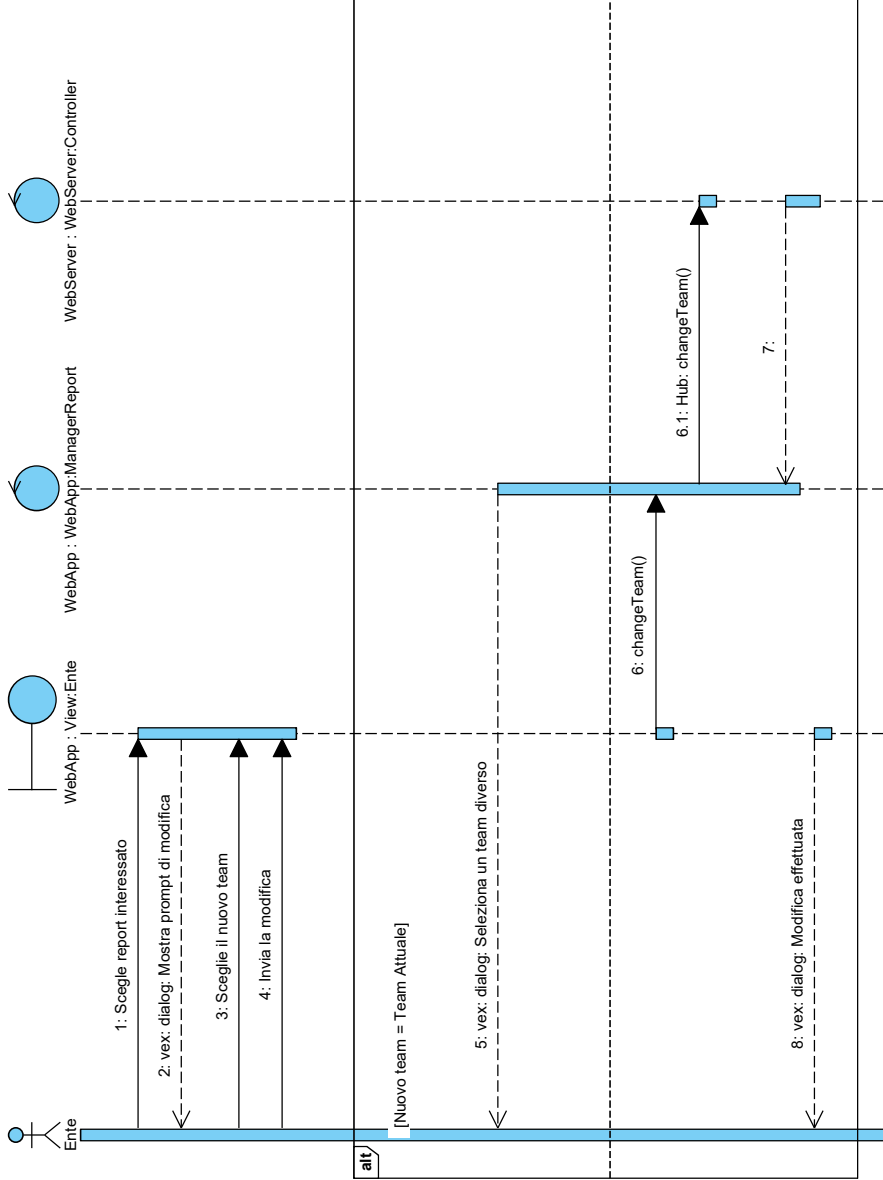 Ente
WebApp : View:Ente
WebApp : WebApp:ManagerReport
WebServer : WebServer:Controller
1: Scegle report interessato
2: vex: dialog: Mostra prompt di modifica
3: Sceglie il nuovo team
4: Invia la modifica
alt
[Nuovo team = Team Attuale]
5: vex: dialog: Seleziona un team diverso
6: changeTeam()
6.1: Hub: changeTeam()
7:
8: vex: dialog: Modifica effettuata